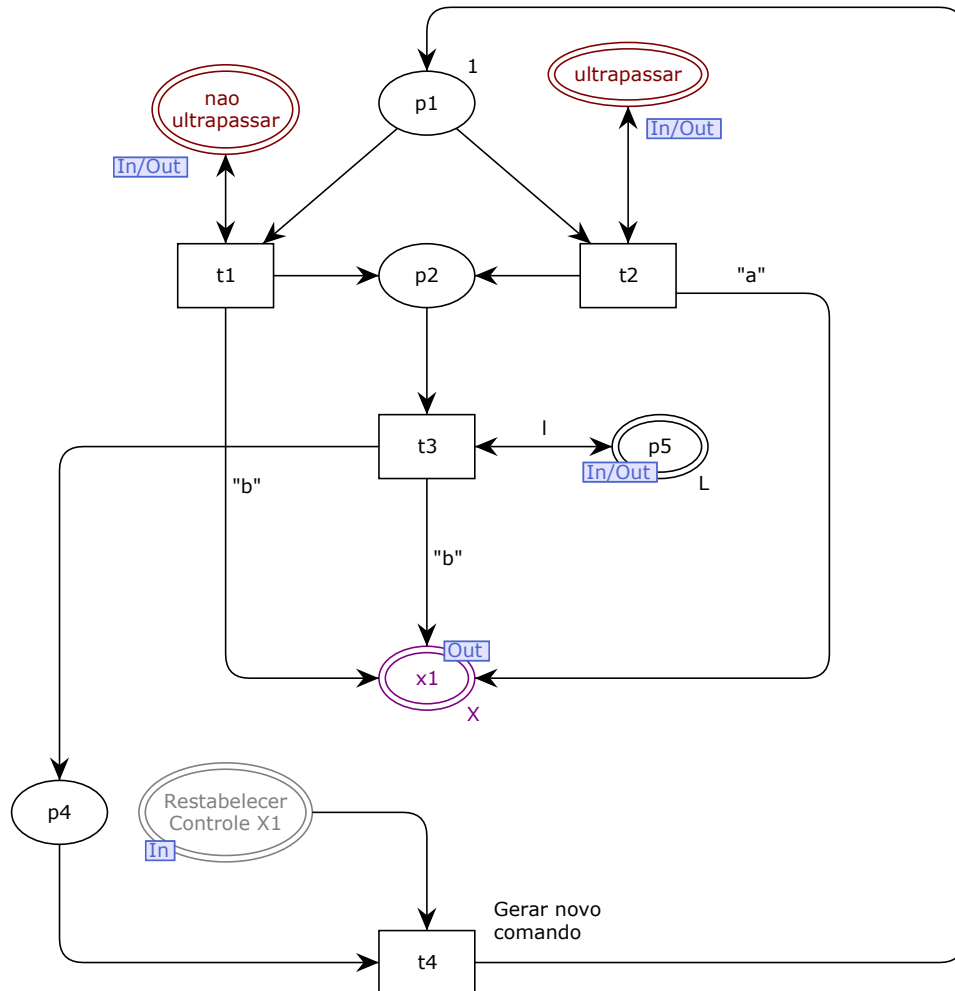 1
ultrapassar
nao
ultrapassar
p1
In/Out
In/Out
t1
p2
t2
"a"
t3
l
p5
In/Out
L
"b"
"b"
Out
x1
X
p4
Restabelecer
Controle X1
In
Gerar novo
comando
t4